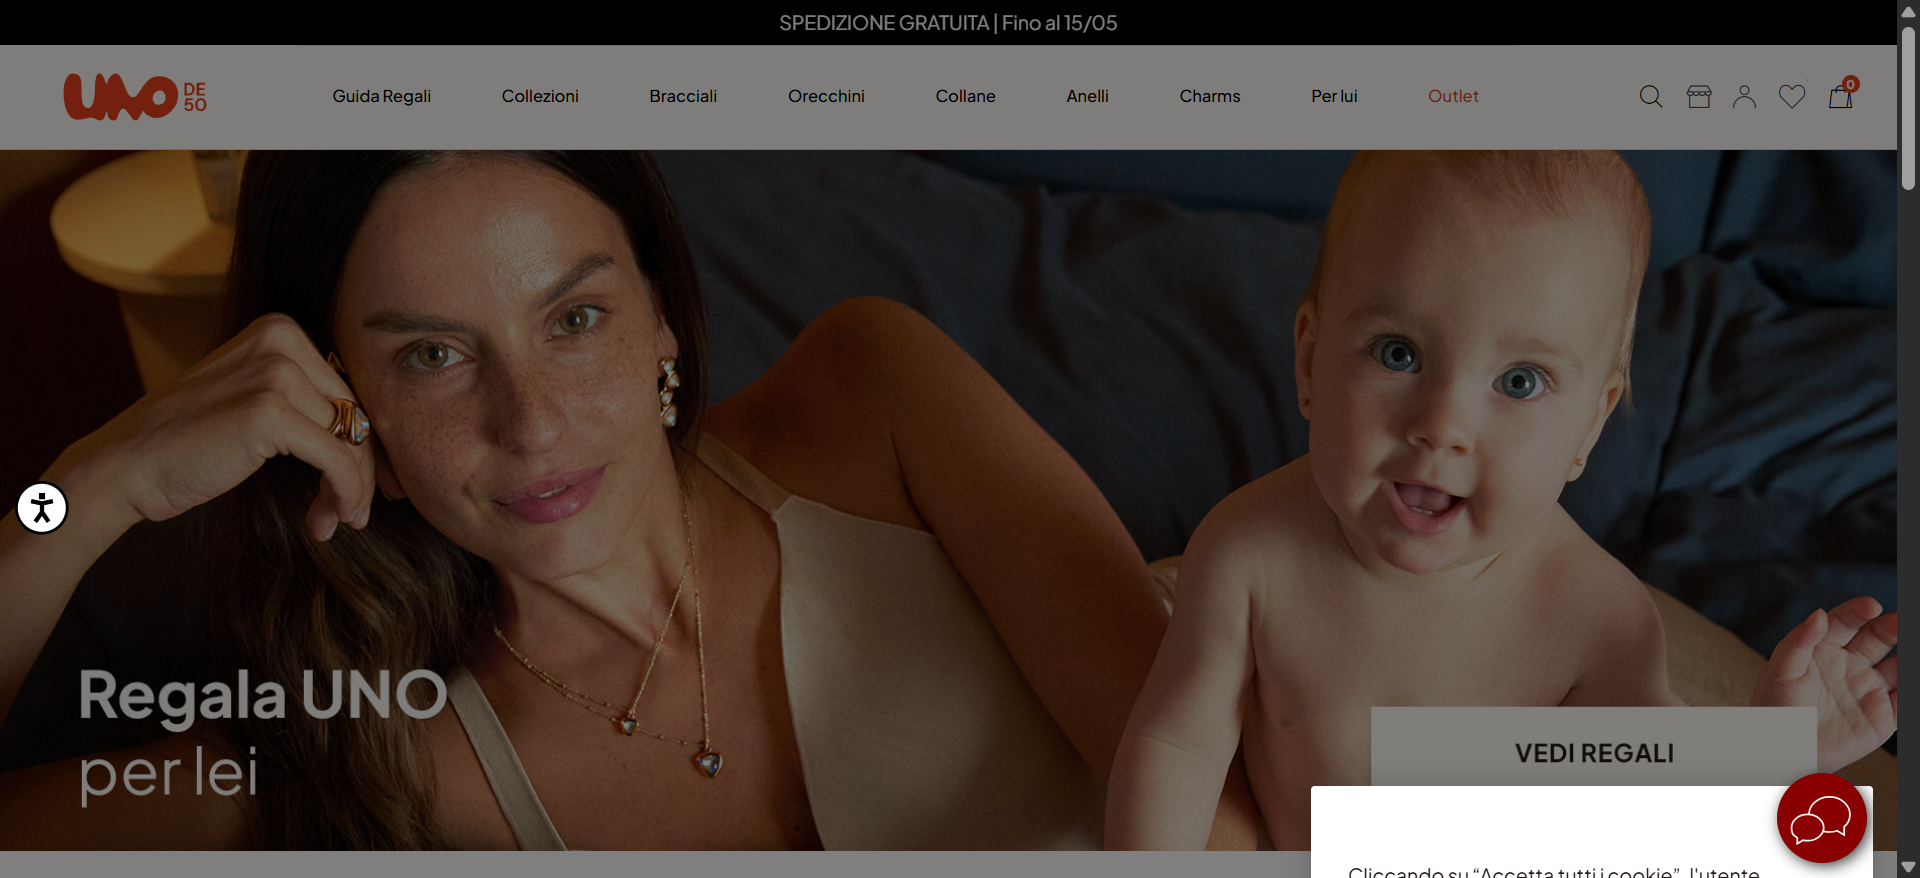 SPEDIZIONE GRATUITA | Fino al 15/05
UNO DE 50
Guida Regali
Collezioni
Bracciali
Orecchini
Collane
Anelli
Charms
Per lui
Outlet
0
Regala UNO
per lei
VEDI REGALI
Cliccando su “Accetta tutti i cookie”, l'utente